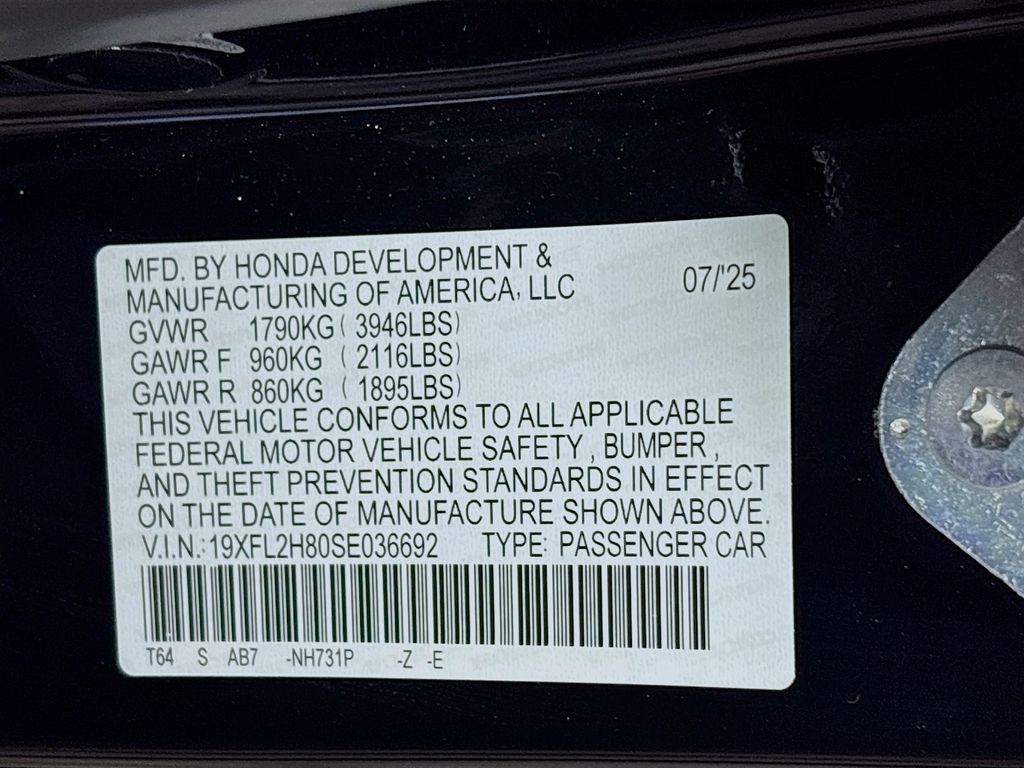 MFD. BY HONDA DEVELOPMENT &
MANUFACTURING OF AMERICA, LLC 07/'25
GVWR 1790KG ( 3946LBS)
GAWR F 960KG ( 2116LBS)
GAWR R 860KG ( 1895LBS)
THIS VEHICLE CONFORMS TO ALL APPLICABLE
FEDERAL MOTOR VEHICLE SAFETY , BUMPER ,
AND THEFT PREVENTION STANDARDS IN EFFECT
ON THE DATE OF MANUFACTURE SHOWN ABOVE.
V.I.N.: 19XFL2H80SE036692 TYPE: PASSENGER CAR
T64 S AB7 -NH731P -Z -E